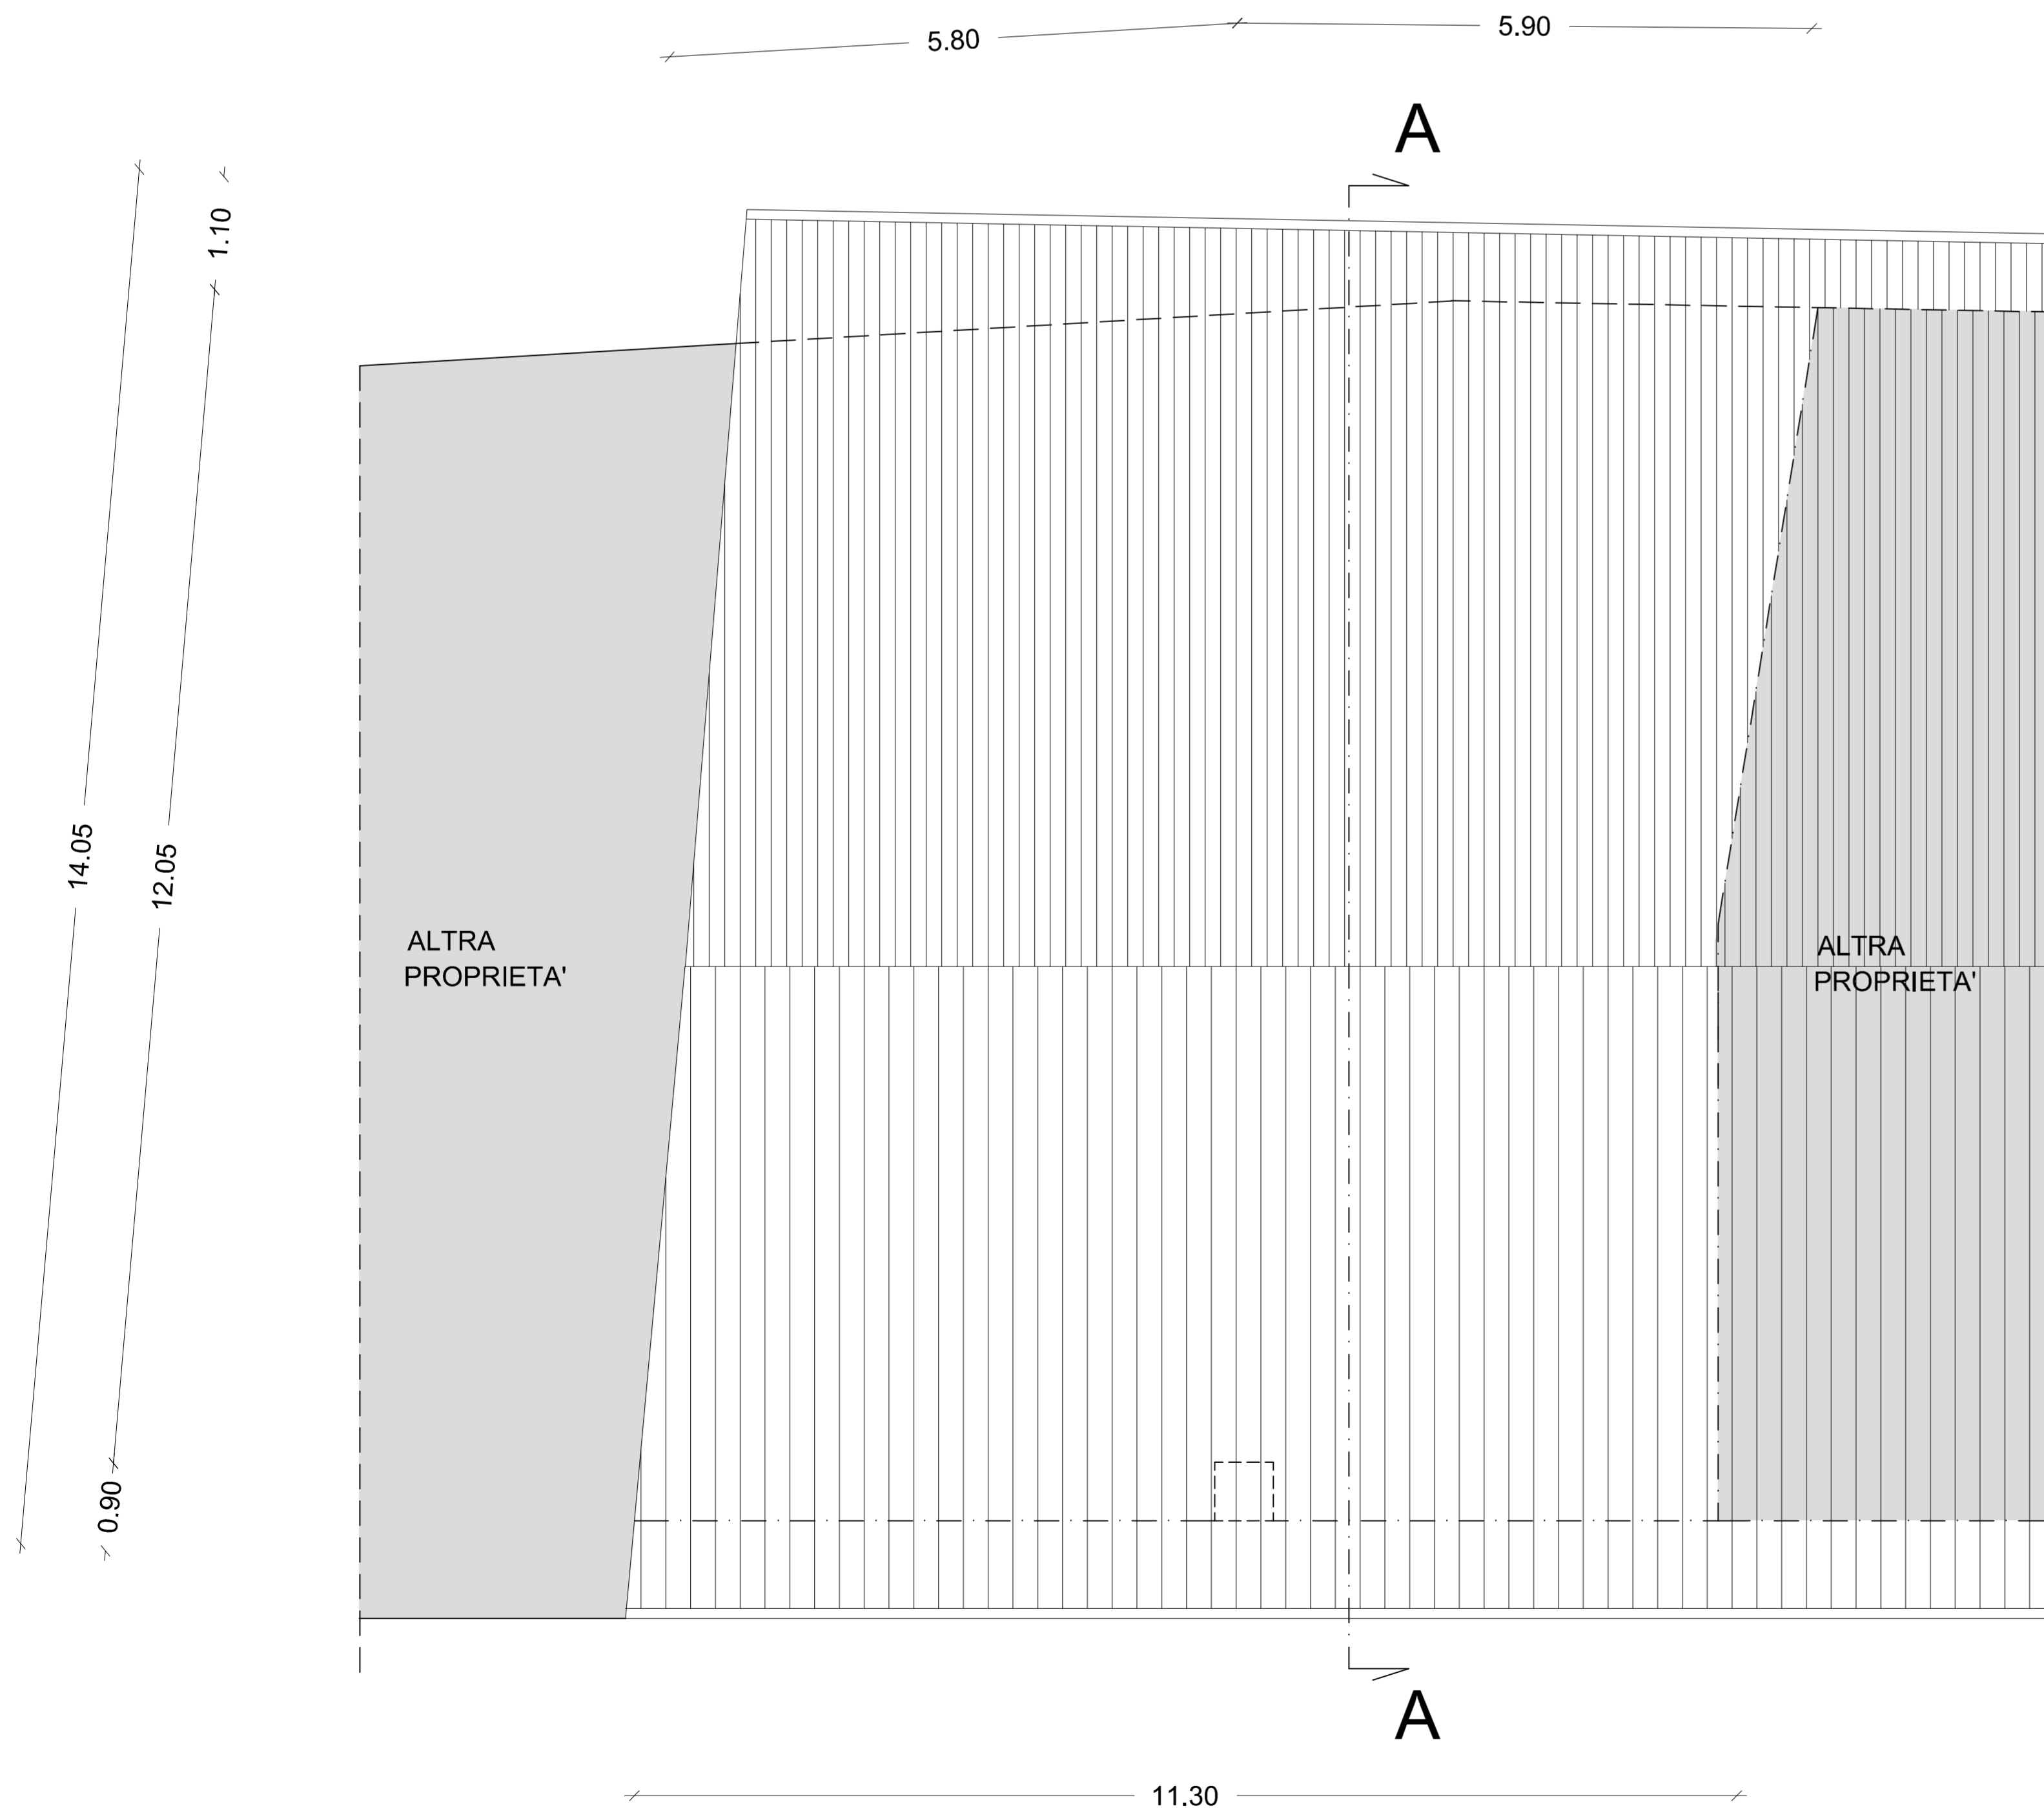 5.80
5.90
A
1.10
14.05
12.05
ALTRA
PROPRIETA'
ALTRA
PROPRIETA'
0.90
A
11.30